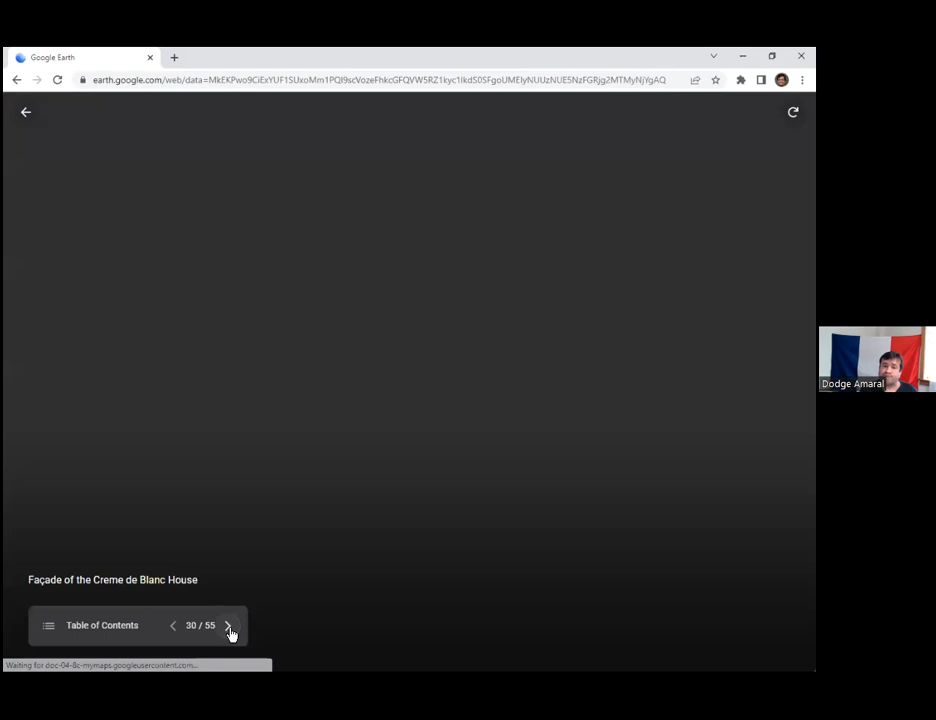 Google Earth
earth.google.com/web/data=MkEKPwo9CiExYUF1SUxoMm1PQl9scVozeFhkcGFQVW5RZ1kyc1lkdS0SFgoUMEIyNUUzNUE5NzFGRjg2MTMyNjYgAQ
Façade of the Creme de Blanc House
Table of Contents
30 / 55
Waiting for doc-04-8c-mymaps.googleusercontent.com...
Dodge Amaral